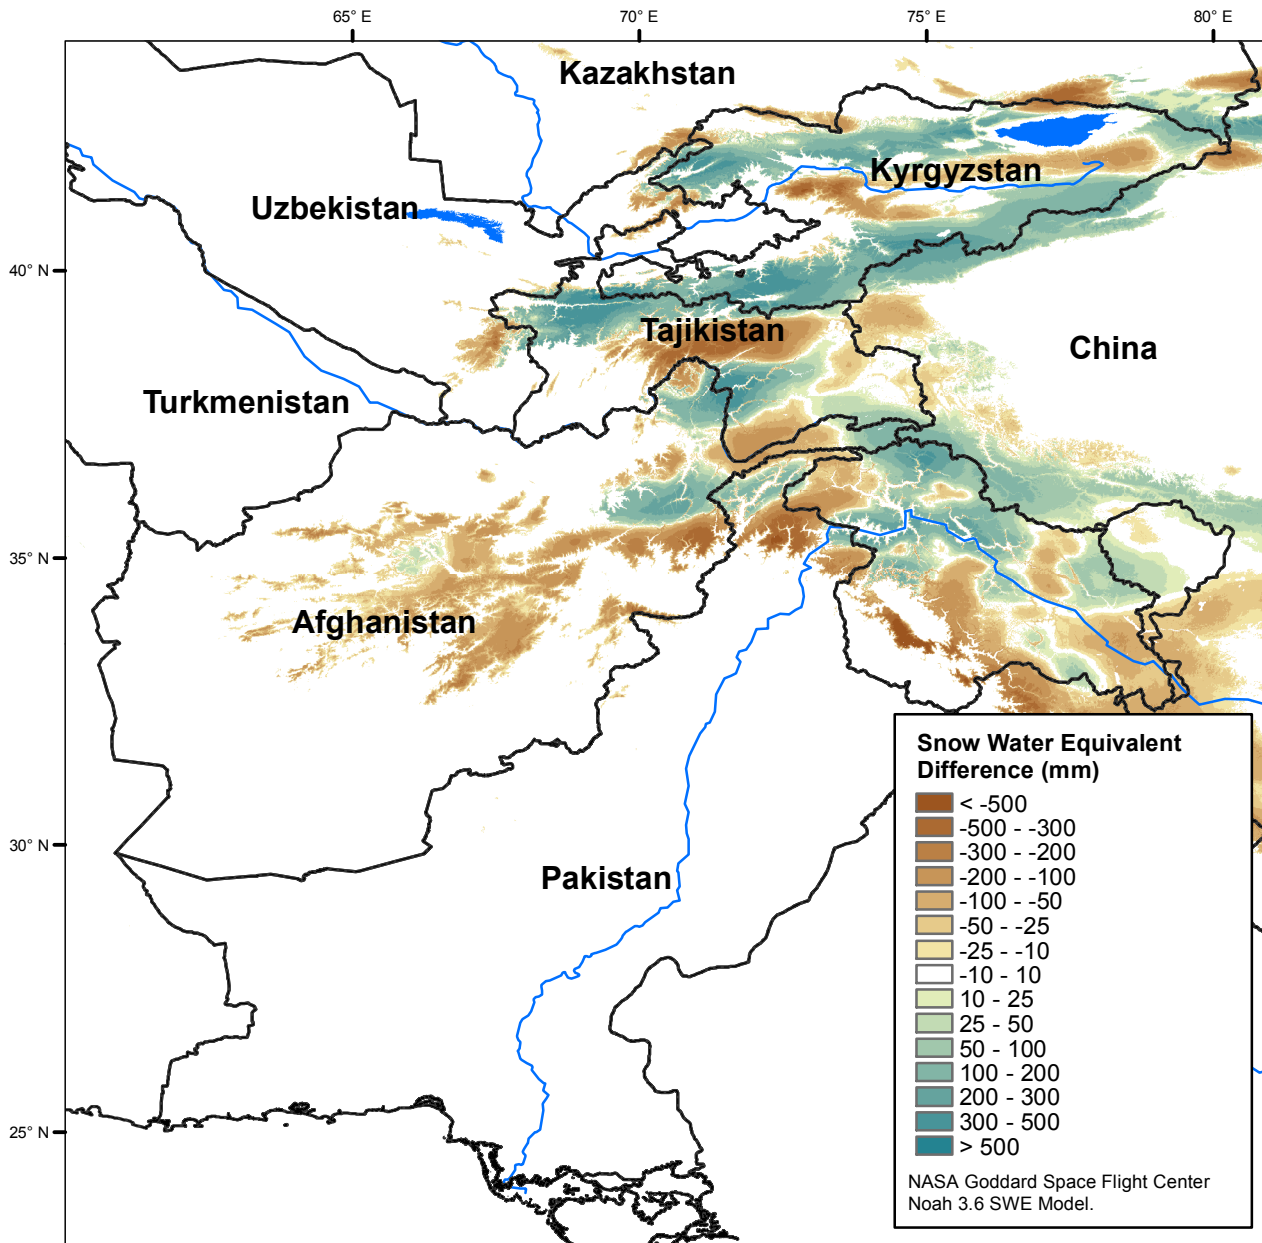 65° E
70° E
75° E
80° E
Kazakhstan
Kyrgyzstan
Uzbekistan
40° N
Tajikistan
China
Turkmenistan
35° N
Afghanistan
Snow Water Equivalent
Difference (mm)
< -500
-500 - -300
-300 - -200
-200 - -100
-100 - -50
-50 - -25
-25 - -10
-10 - 10
10 - 25
25 - 50
50 - 100
100 - 200
200 - 300
300 - 500
> 500
NASA Goddard Space Flight Center
Noah 3.6 SWE Model.
30° N
Pakistan
25° N